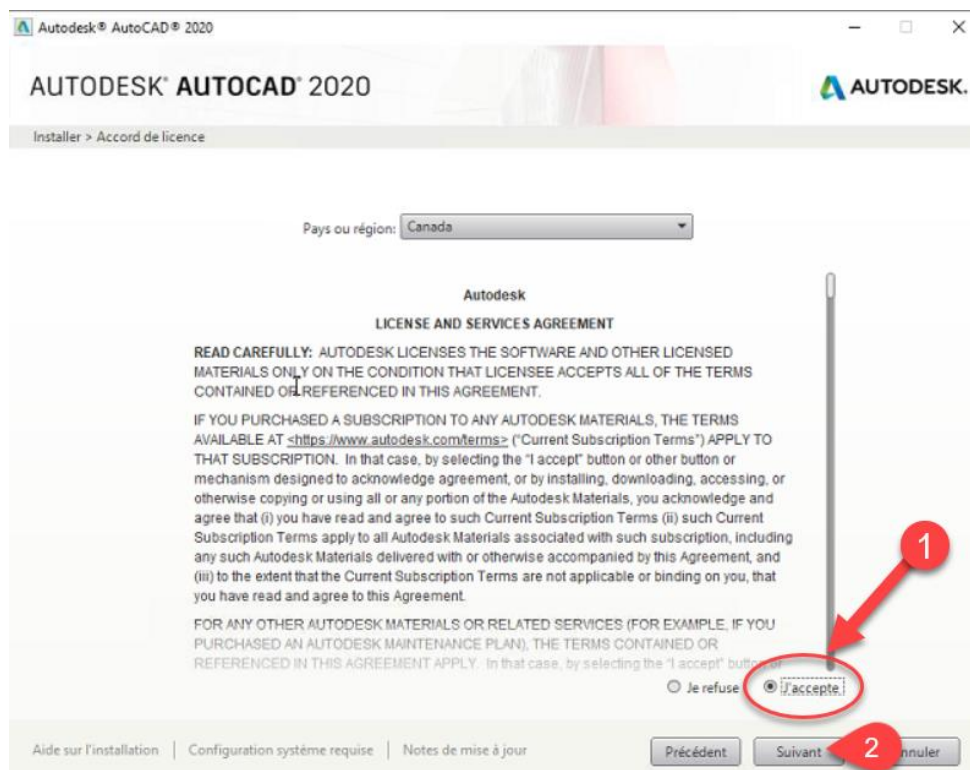 Autodesk® AutoCAD® 2020
AUTODESK® AUTOCAD® 2020
AUTODESK.
Installer > Accord de licence
Pays ou région: Canada
Autodesk
LICENSE AND SERVICES AGREEMENT
READ CAREFULLY: AUTODESK LICENSES THE SOFTWARE AND OTHER LICENSED
MATERIALS ONLY ON THE CONDITION THAT LICENSEE ACCEPTS ALL OF THE TERMS
CONTAINED OR REFERENCED IN THIS AGREEMENT.
IF YOU PURCHASED A SUBSCRIPTION TO ANY AUTODESK MATERIALS, THE TERMS
AVAILABLE AT <https://www.autodesk.com/terms> ("Current Subscription Terms") APPLY TO
THAT SUBSCRIPTION. In that case, by selecting the "I accept" button or other button or
mechanism designed to acknowledge agreement, or by installing, downloading, accessing, or
otherwise copying or using all or any portion of the Autodesk Materials, you acknowledge and
agree that (i) you have read and agree to such Current Subscription Terms (ii) such Current
Subscription Terms apply to all Autodesk Materials associated with such subscription, including
any such Autodesk Materials delivered with or otherwise accompanied by this Agreement, and
(iii) to the extent that the Current Subscription Terms are not applicable or binding on you, that
you have read and agree to this Agreement.
FOR ANY OTHER AUTODESK MATERIALS OR RELATED SERVICES (FOR EXAMPLE, IF YOU
PURCHASED AN AUTODESK MAINTENANCE PLAN), THE TERMS CONTAINED OR
REFERENCED IN THIS AGREEMENT APPLY. In that case, by selecting the "I accept" button or
1
Je refuse J'accepte
Aide sur l'installation | Configuration système requise | Notes de mise à jour
Précédent Suivant 2 nnuler